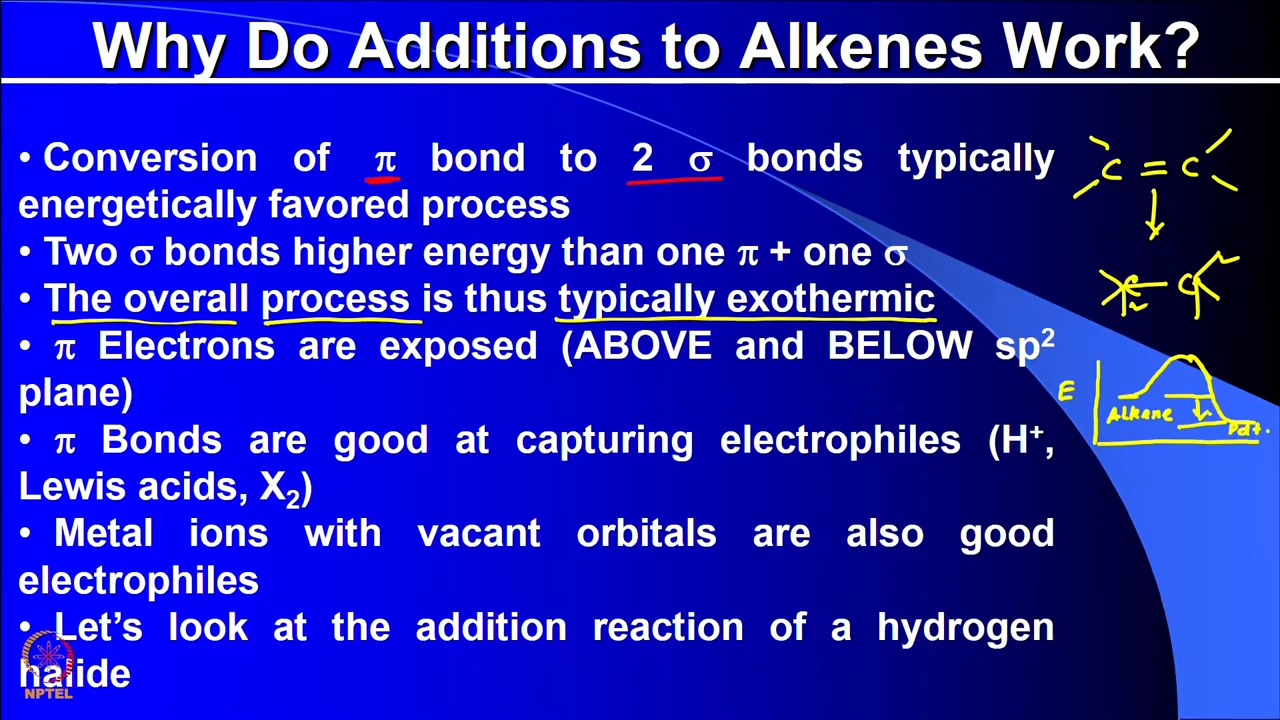 Why Do Additions to Alkenes Work?
• Conversion of π bond to 2 σ bonds typically
energetically favored process
• Two σ bonds higher energy than one π + one σ
• The overall process is thus typically exothermic
• π Electrons are exposed (ABOVE and BELOW sp²
plane)
• π Bonds are good at capturing electrophiles (H⁺,
Lewis acids, X₂)
• Metal ions with vacant orbitals are also good
electrophiles
• Let's look at the addition reaction of a hydrogen
halide
NPTEL
C = C
C
E
Alkene
Pdt.